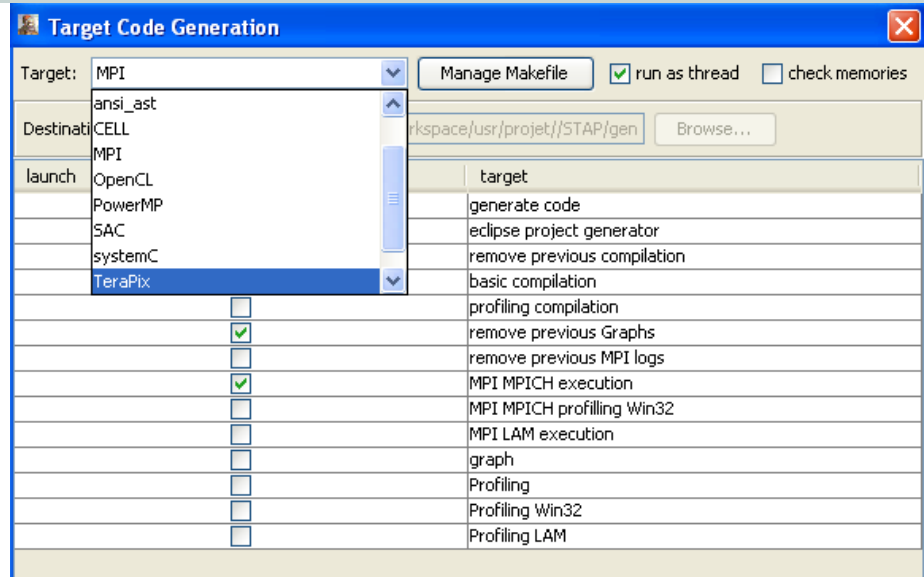 Target Code Generation
Target: MPI Manage Makefile run as thread check memories
ansi_ast
Destinati CELL rkspace/usr/projet//STAP/gen Browse...
MPI
launch OpenCL target
PowerMP generate code
SAC eclipse project generator
systemC remove previous compilation
TeraPix basic compilation
profiling compilation
remove previous Graphs
remove previous MPI logs
MPI MPICH execution
MPI MPICH profilling Win32
MPI LAM execution
graph
Profiling
Profiling Win32
Profiling LAM